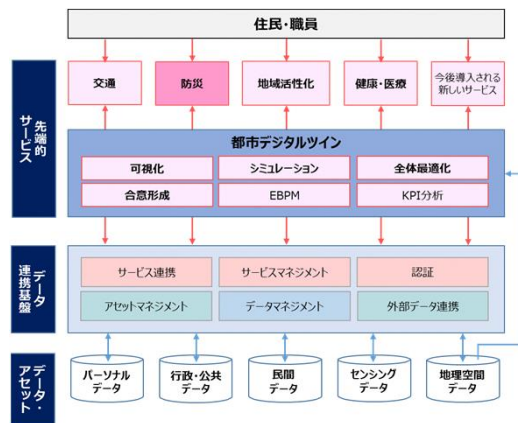 住民・職員
交通
防災
地域活性化
健康・医療
今後導入される
新しいサービス
先端的
サービス
都市デジタルツイン
可視化
シミュレーション
全体最適化
合意形成
EBPM
KPI分析
データ
連携基盤
サービス連携
サービスマネジメント
認証
アセットマネジメント
データマネジメント
外部データ連携
データ・
アセット
パーソナル
データ
行政・公共
データ
民間
データ
センシング
データ
地理空間
データ